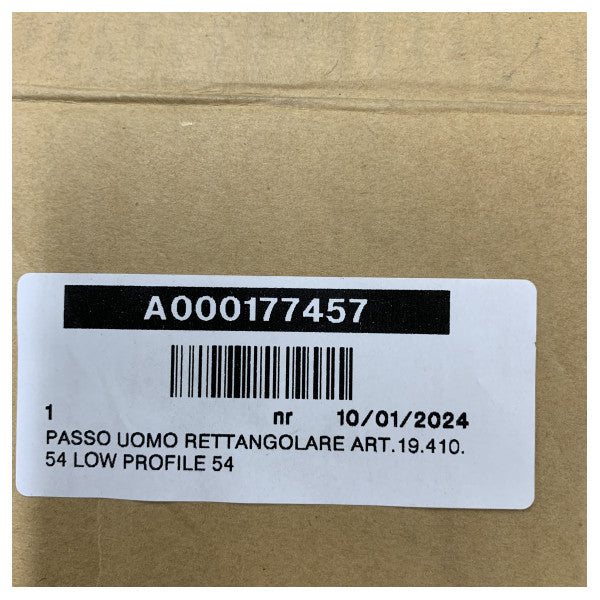 A000177457
1 nr 10/01/2024
PASSO UOMO RETTANGOLARE ART.19.410.
54 LOW PROFILE 54